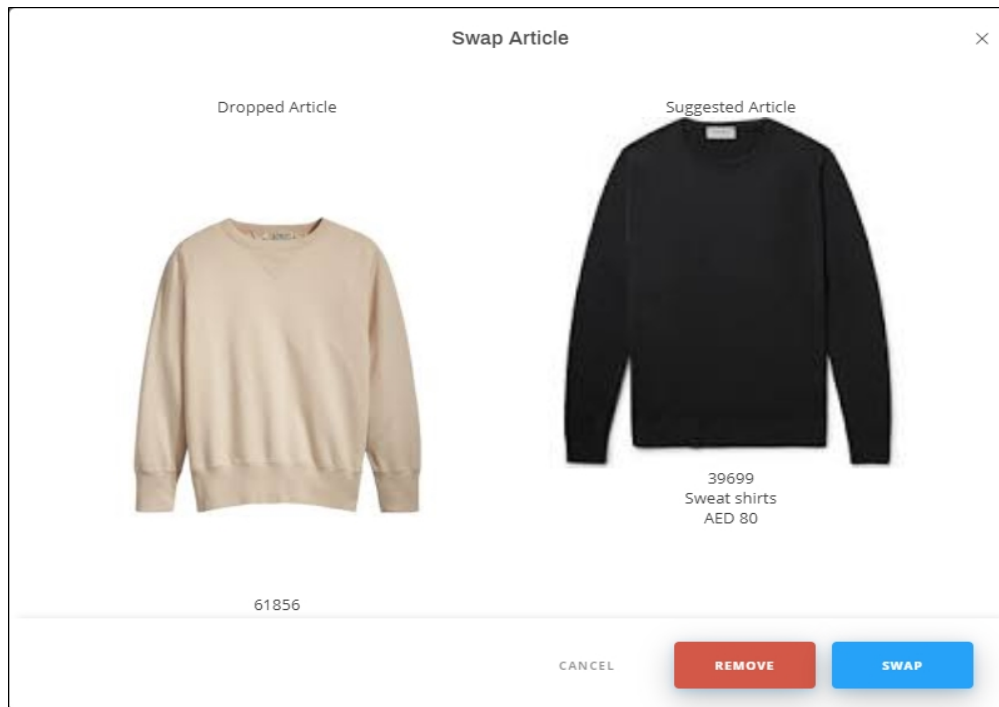 Swap Article
Dropped Article
Suggested Article
39699
Sweat shirts
AED 80
61856
CANCEL
REMOVE
SWAP